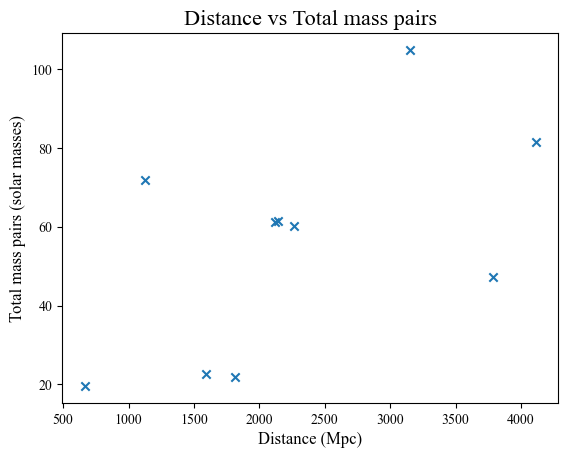 Distance vs Total mass pairs
Total mass pairs (solar masses)
100
80
60
40
20
500 1000 1500 2000 2500 3000 3500 4000
Distance (Mpc)